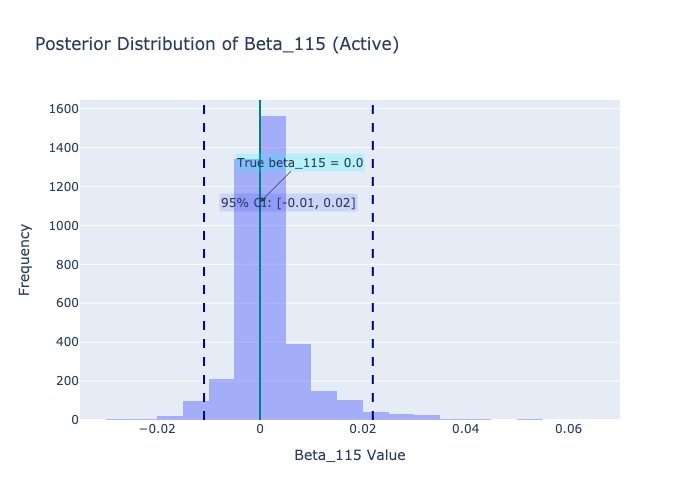 Posterior Distribution of Beta_115 (Active)
1600
1400
1200
1000
800
600
400
200
0
Frequency
True beta_115 = 0.0
95% CI: [-0.01, 0.02]
−0.02
0
0.02
0.04
0.06
Beta_115 Value